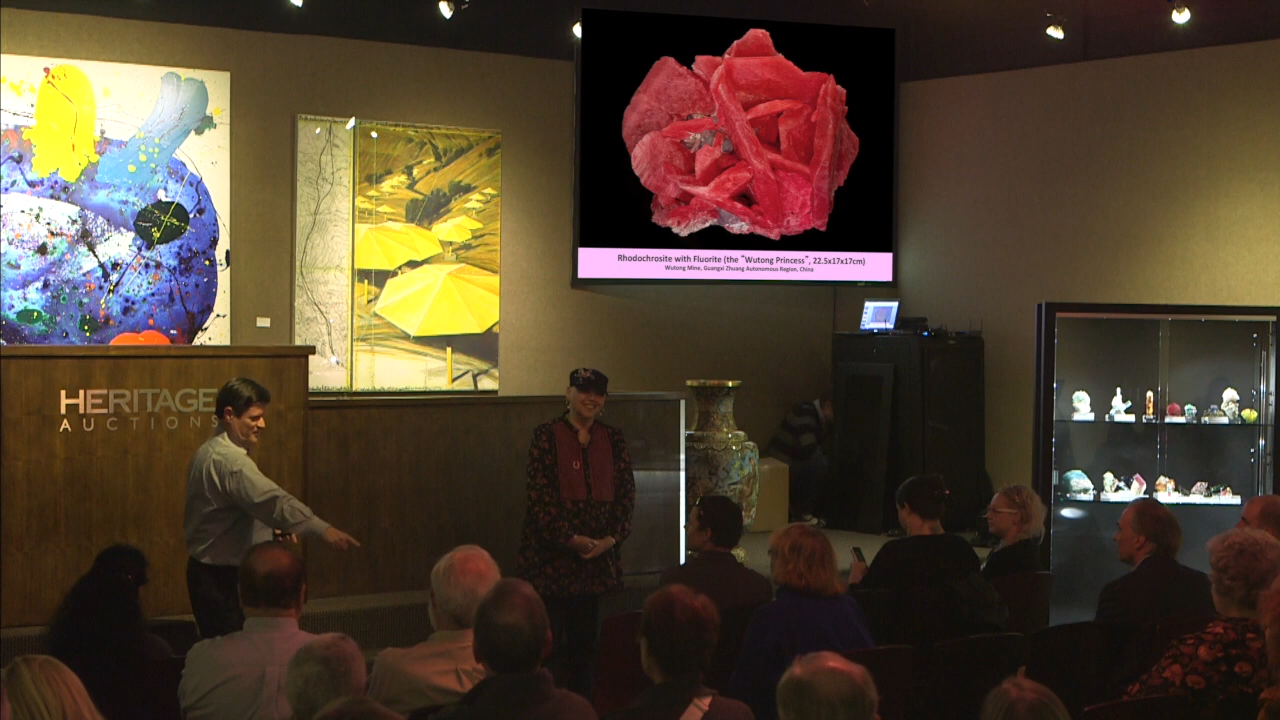 Rhodochrosite with Fluorite (the "Wutong Princess", 22.5x17x17cm)
Wutong Mine, Guangxi Zhuang Autonomous Region, China
HERITAGE
AUCTIONS